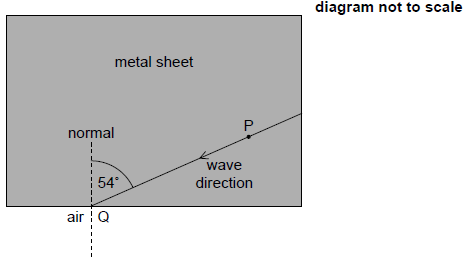 diagram not to scale
metal sheet
normal
P
wave
direction
54°
air
Q